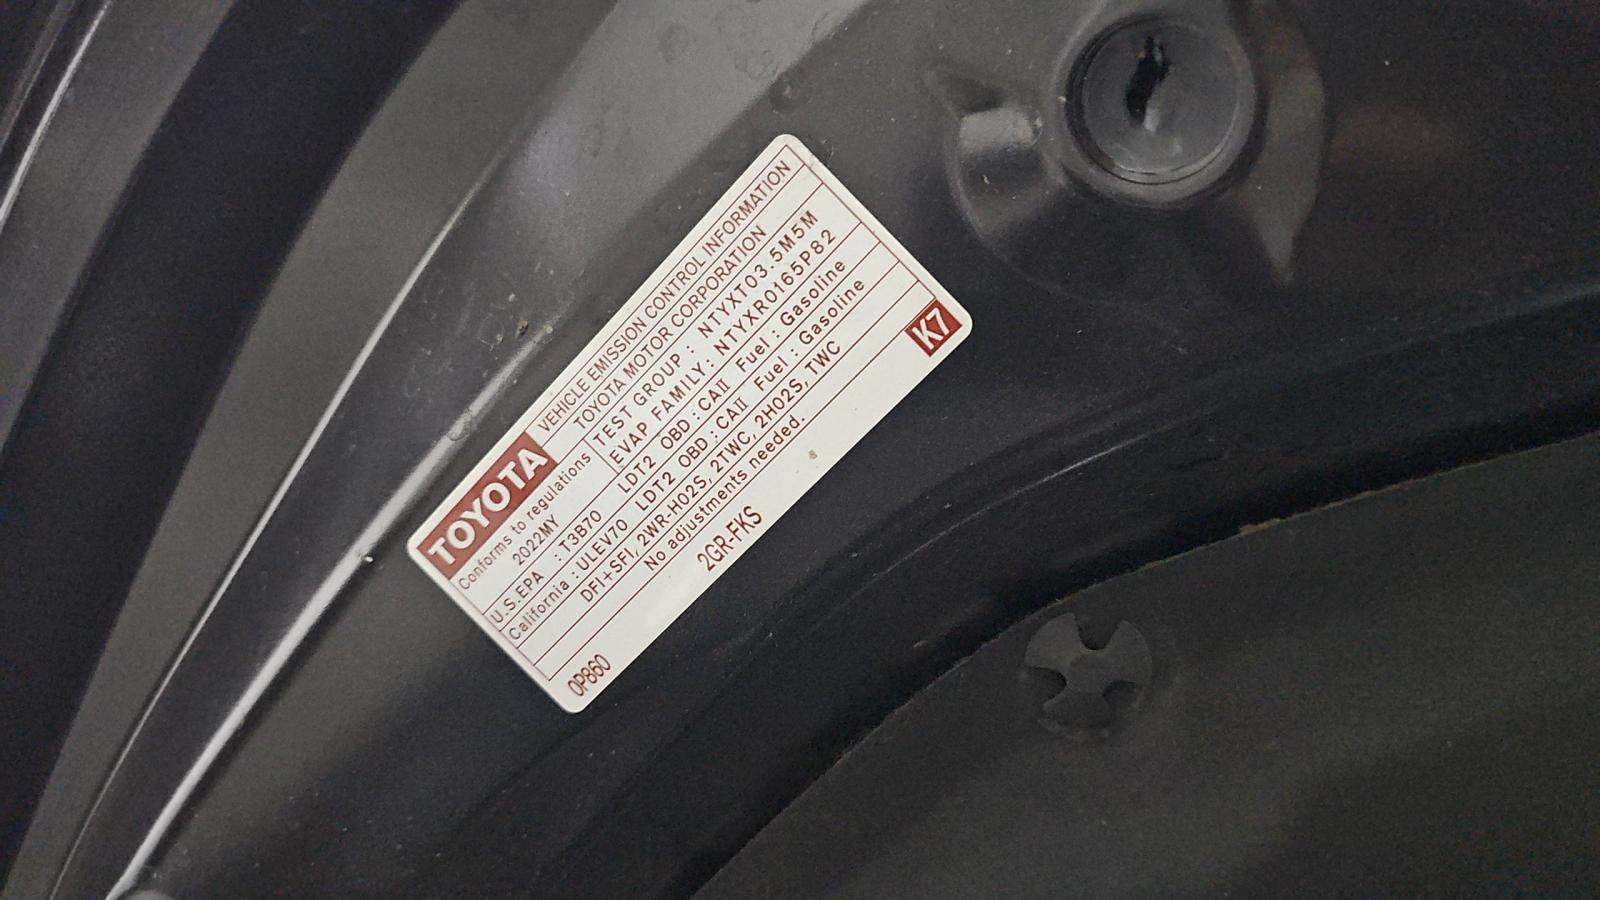 TOYOTA
VEHICLE EMISSION CONTROL INFORMATION
TOYOTA MOTOR CORPORATION
Conforms to regulations
2022MY
TEST GROUP : NTYXT03.5M5M
EVAP FAMILY: NTYXR0165P82
U.S.EPA : T3B70 LDT2 OBD : CAII Fuel : Gasoline
California : ULEV70 LDT2 OBD : CAII Fuel : Gasoline
DFI+SFI, 2WR-HO2S, 2TWC, 2HO2S, TWC
No adjustments needed.
0P860
2GR-FKS
K7